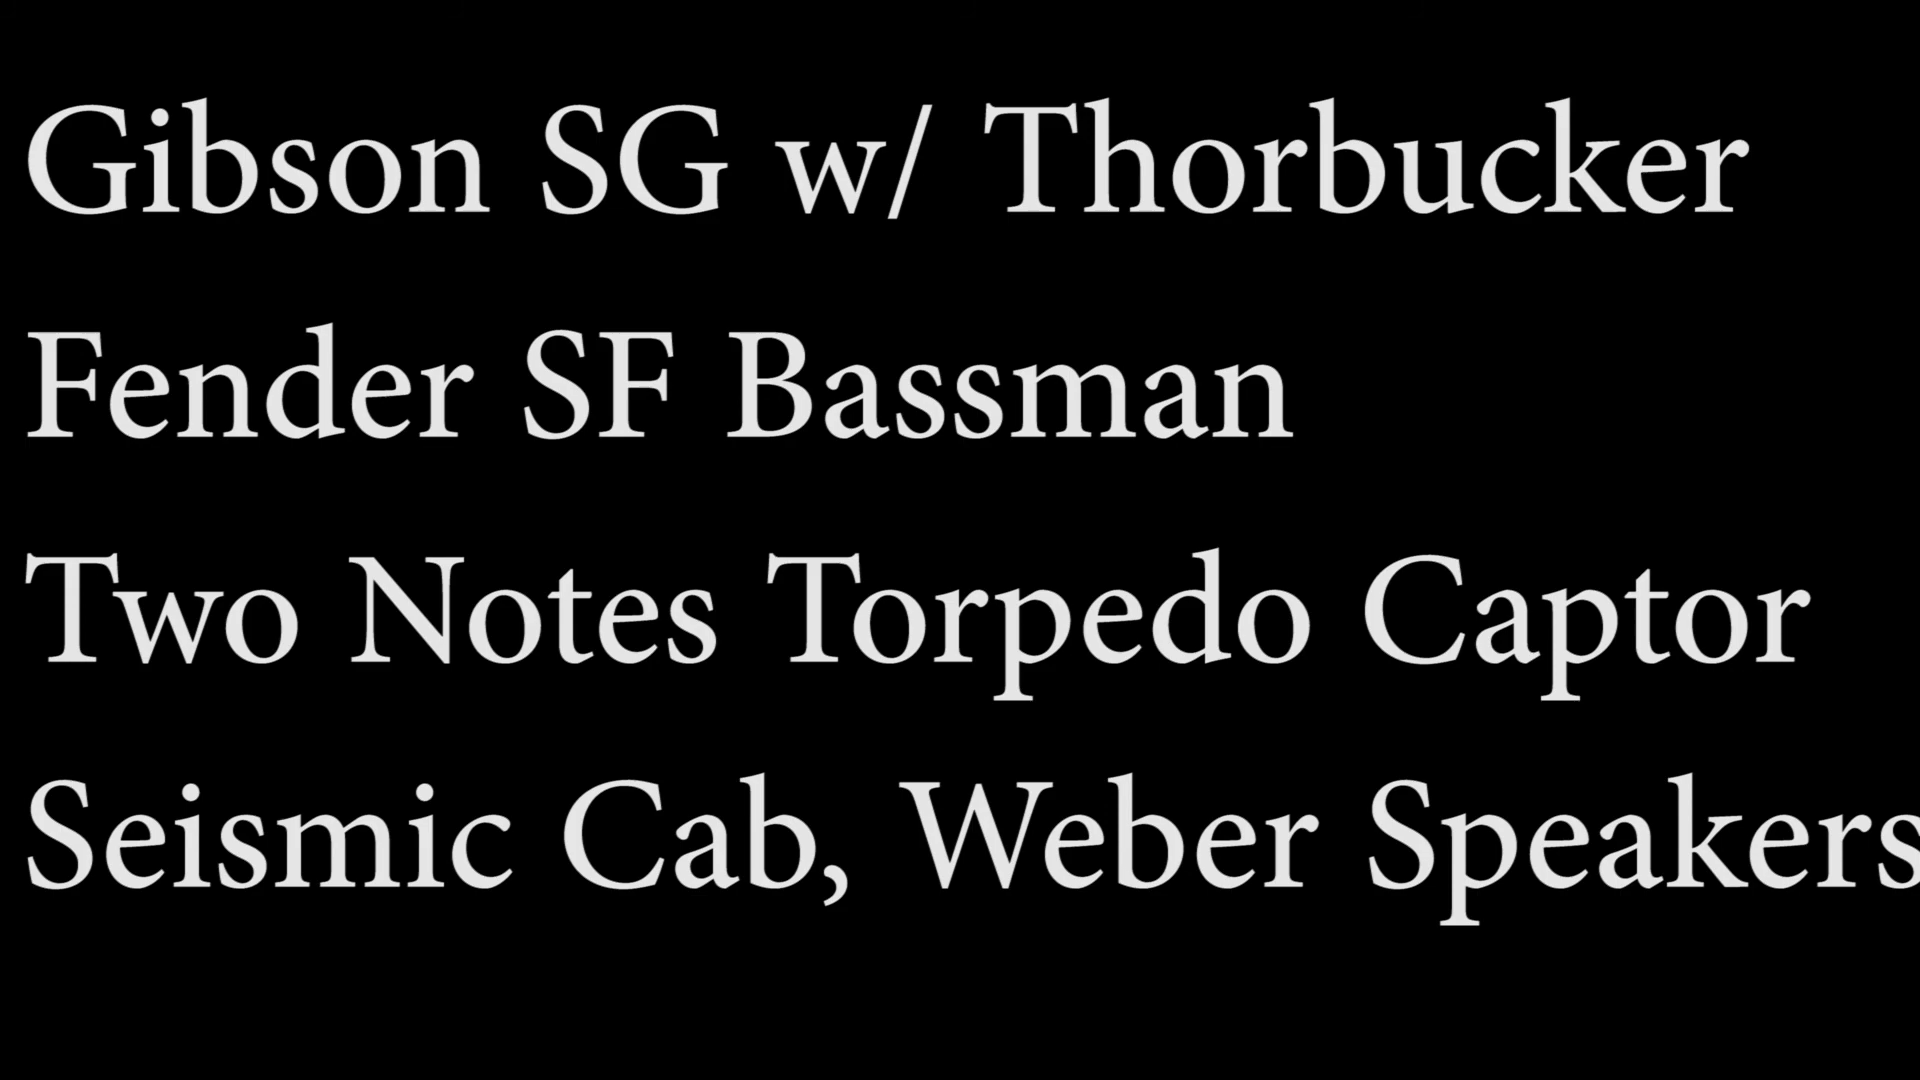 Gibson SG w/ Thorbucker
Fender SF Bassman
Two Notes Torpedo Captor
Seismic Cab, Weber Speakers